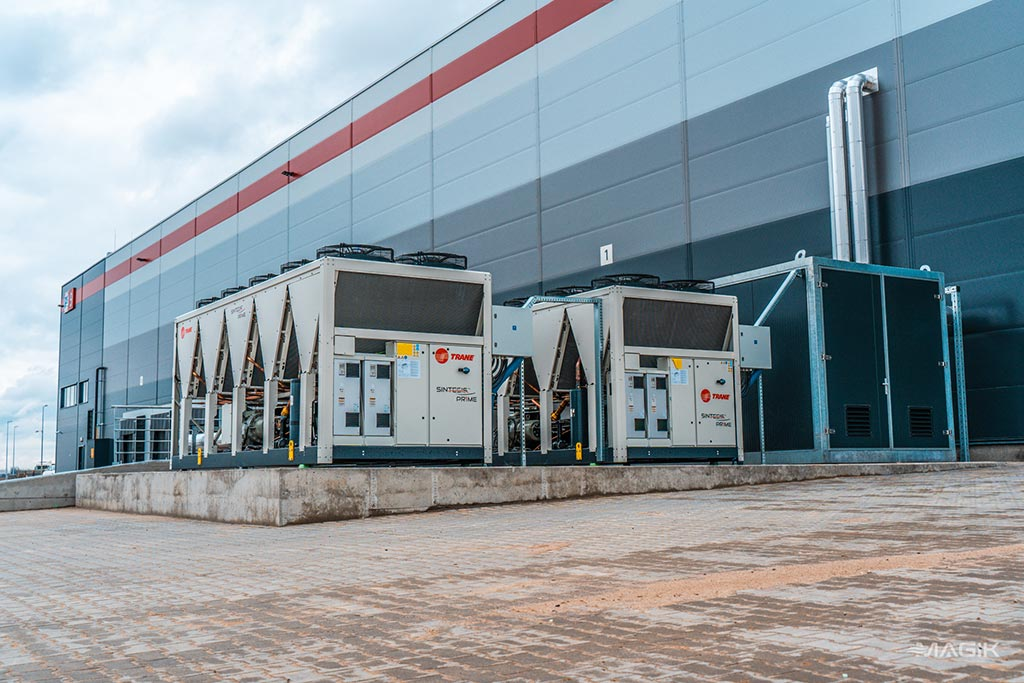 1
TRANE
SINTESIS
PRIME
TRANE
SINTESIS
PRIME
MAGIK